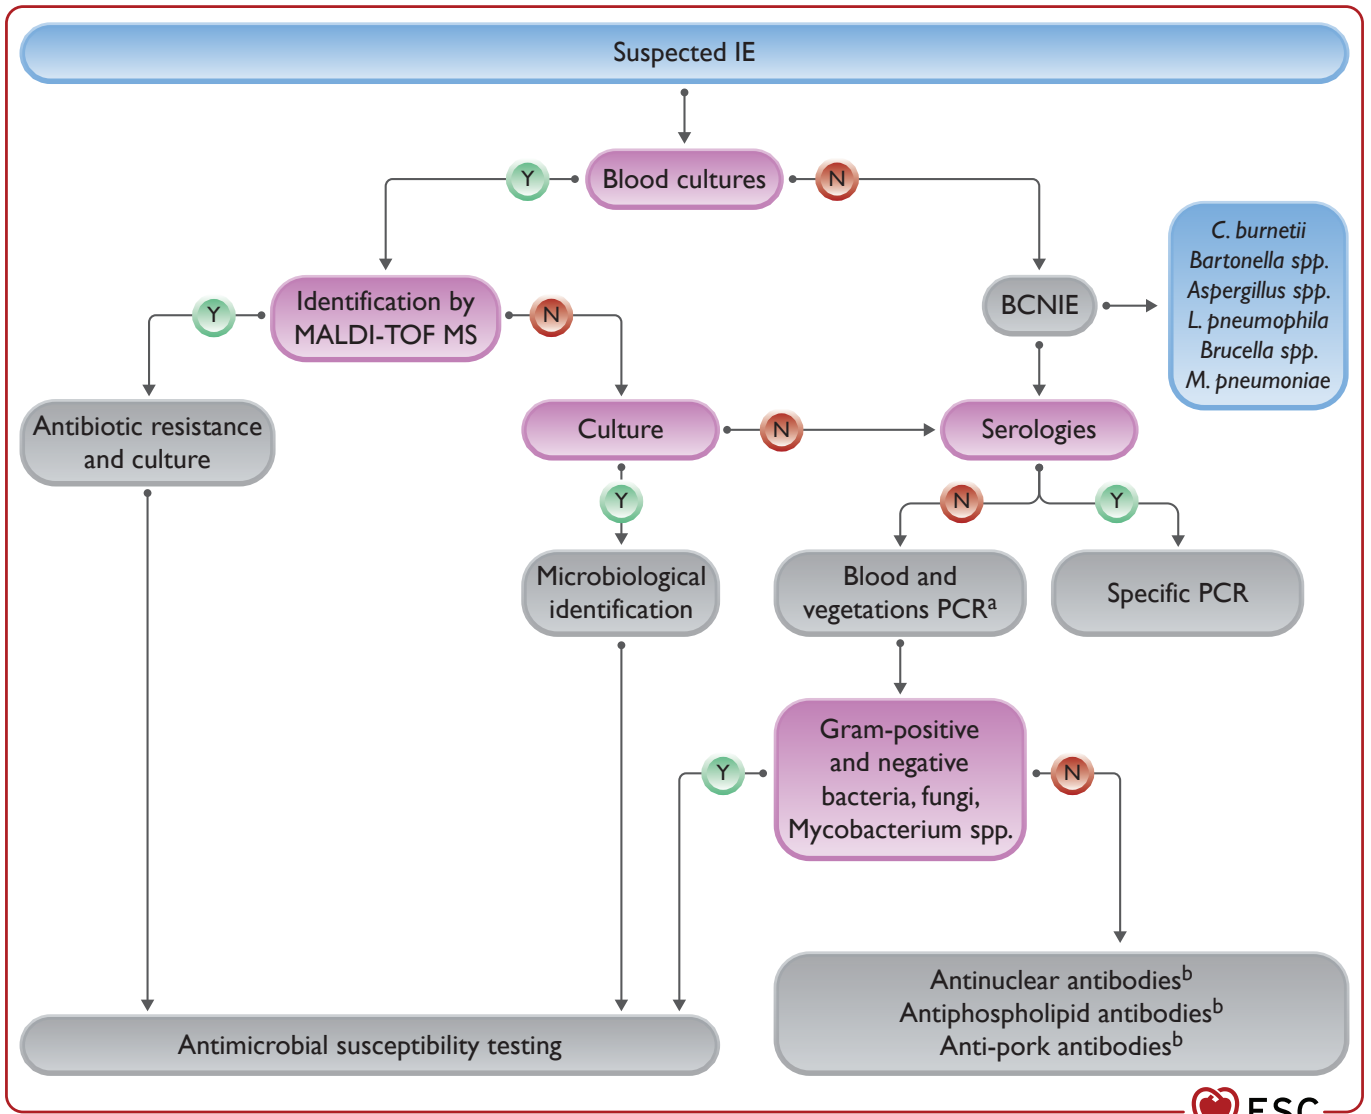 Suspected IE
Y
Blood cultures
N
C. burnetii
Bartonella spp.
Aspergillus spp.
L. pneumophila
Brucella spp.
M. pneumoniae
Y
Identification by
MALDI-TOF MS
N
BCNIE
Antibiotic resistance
and culture
Culture
N
Serologies
Y
N
Y
Microbiological
identification
Blood and
vegetations PCRᵃ
Specific PCR
Y
Gram-positive
and negative
bacteria, fungi,
Mycobacterium spp.
N
Antinuclear antibodiesᵇ
Antiphospholipid antibodiesᵇ
Anti-pork antibodiesᵇ
Antimicrobial susceptibility testing
ESC